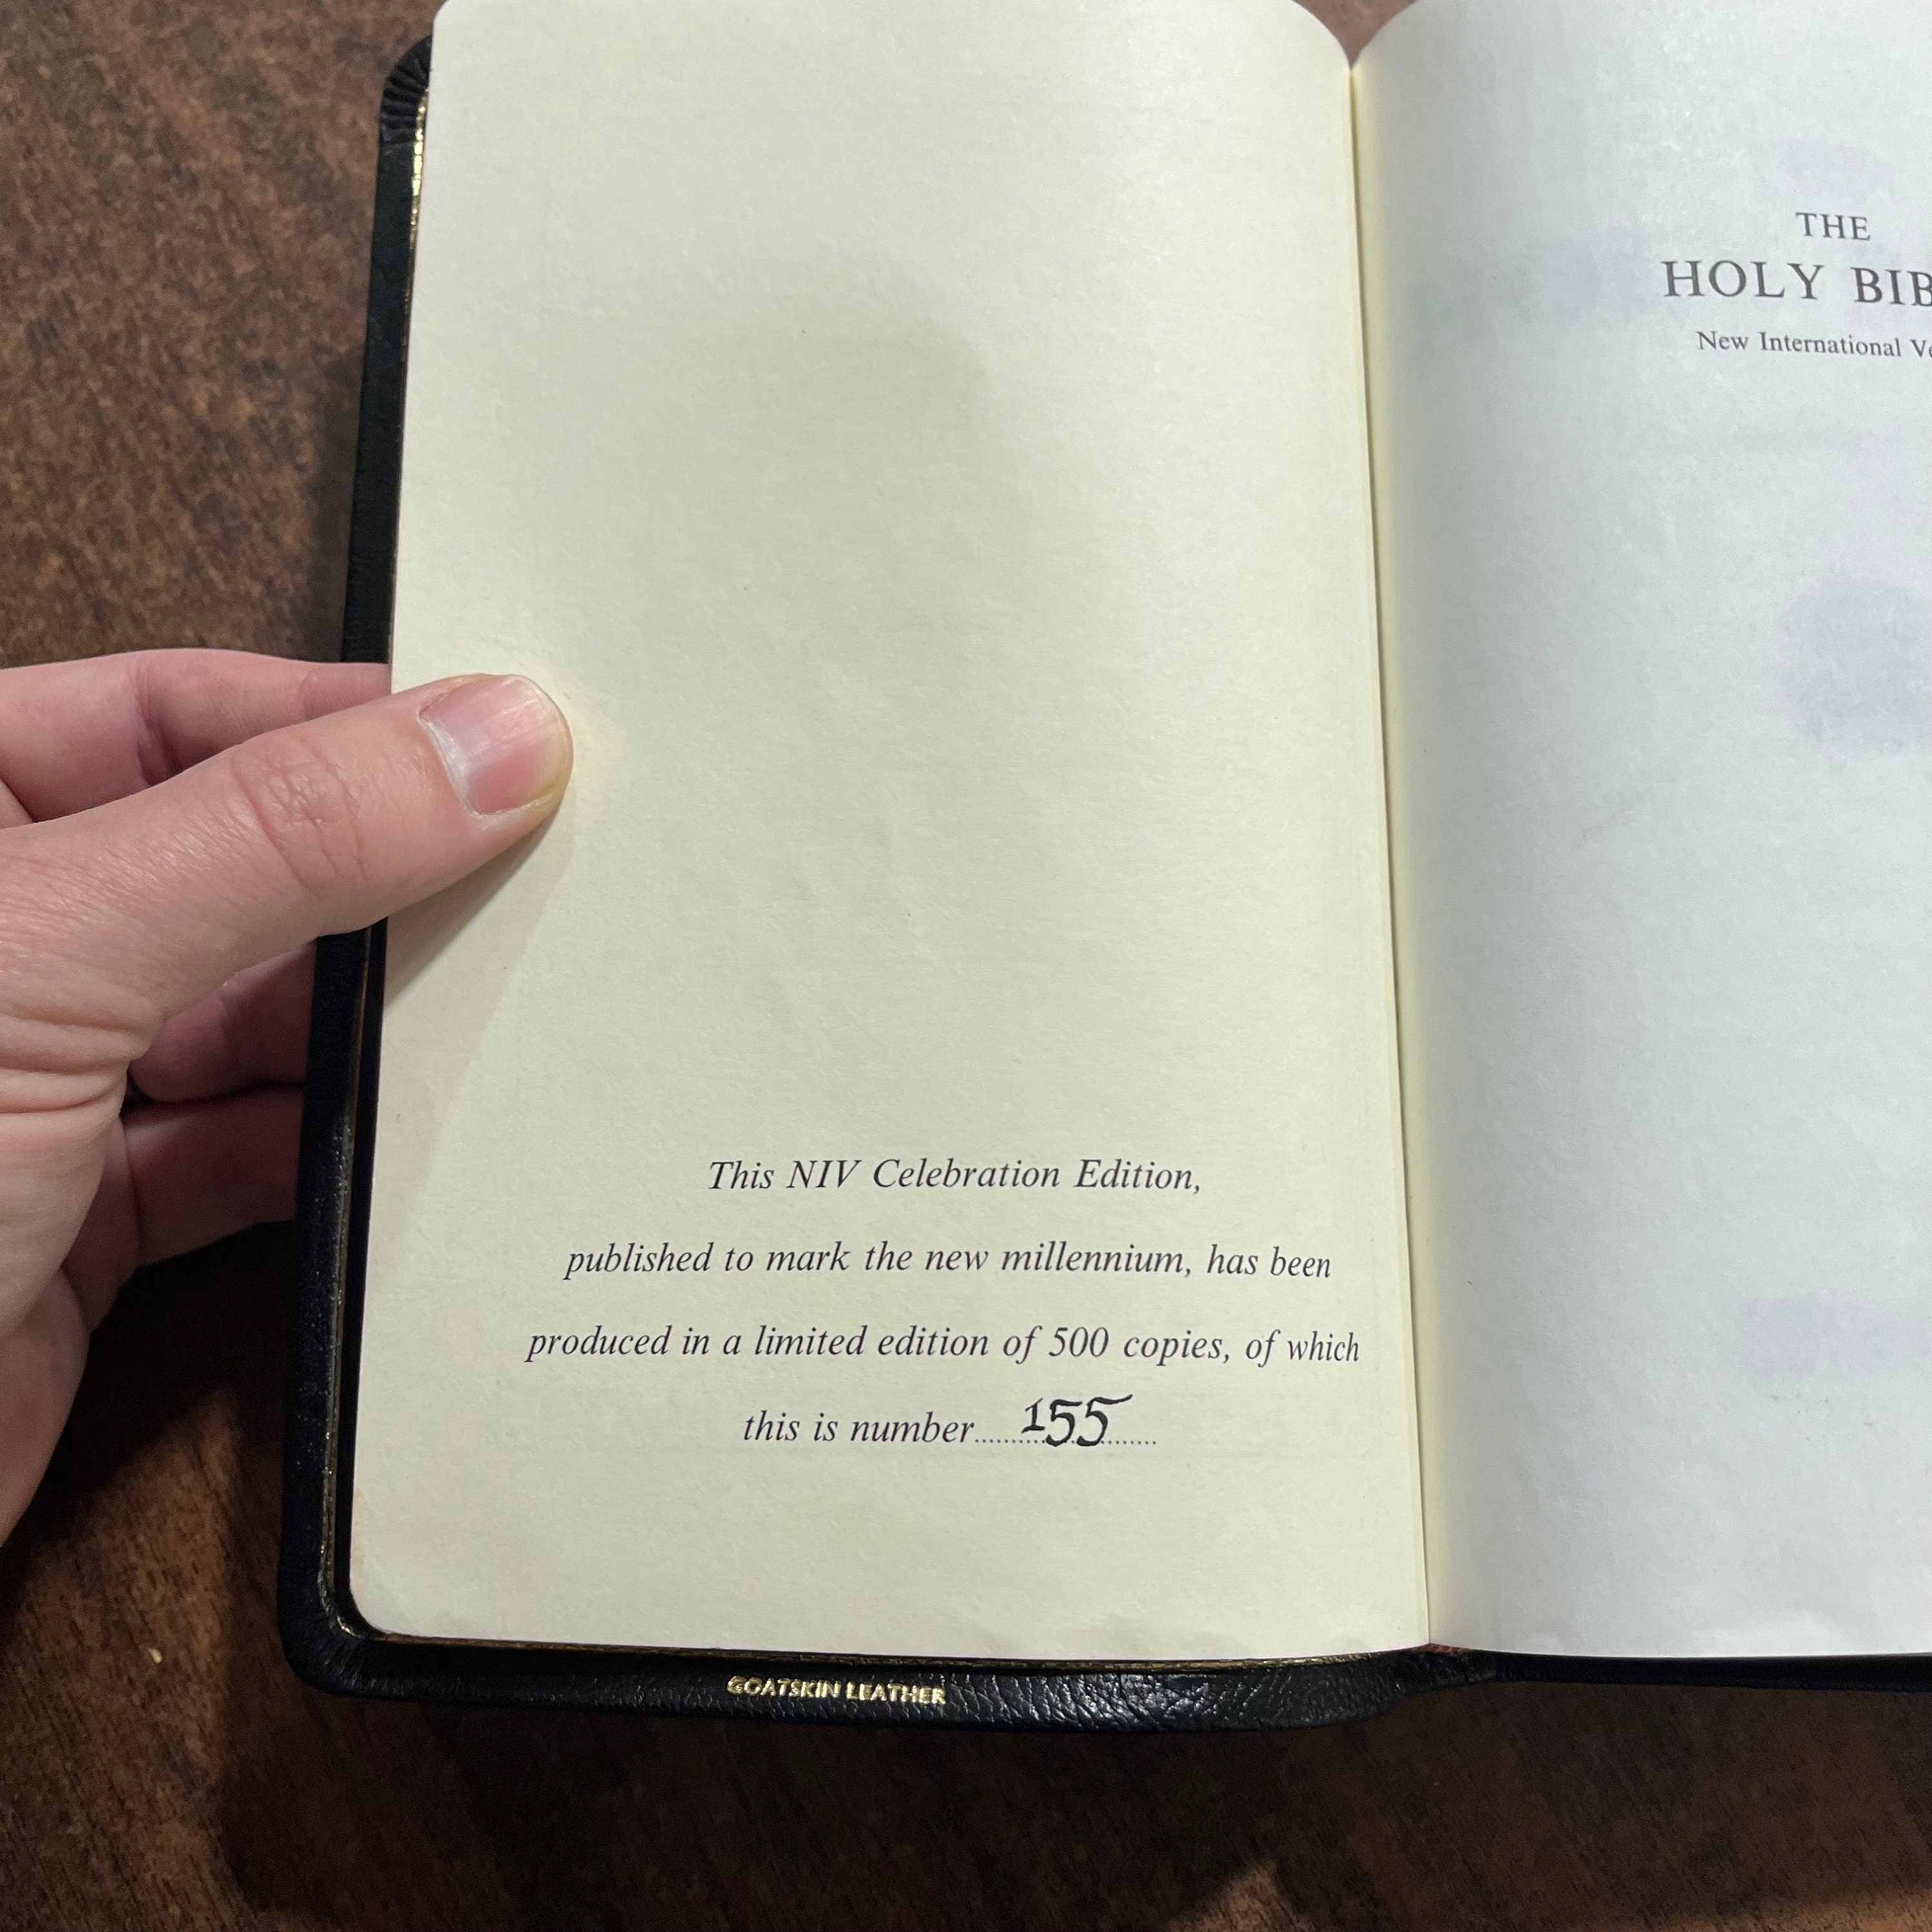 This NIV Celebration Edition,
published to mark the new millennium, has been
produced in a limited edition of 500 copies, of which
this is number..........155..........
GOATSKIN LEATHER
THE
HOLY BIB
New International Ve